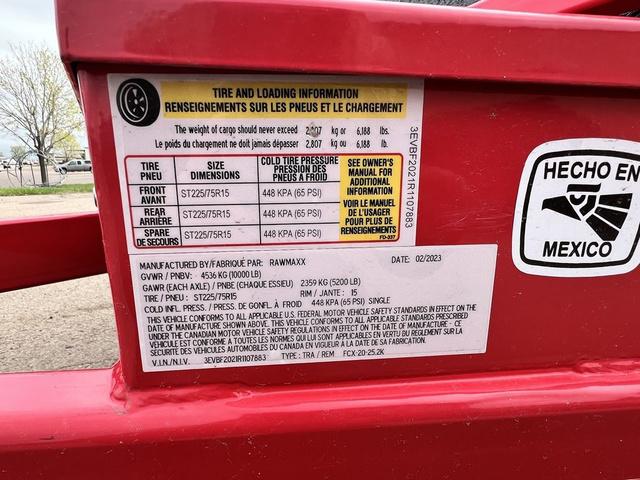 TIRE AND LOADING INFORMATION
RENSEIGNEMENTS SUR LES PNEUS ET LE CHARGEMENT
The weight of cargo should never exceed 2,807 kg or 6,188 lbs.
Le poids du chargement ne doit jamais dépasser 2,807 kg ou 6,188 lb.
TIRE PNEU SIZE DIMENSIONS COLD TIRE PRESSURE PRESSION DES PNEUS A FROID
FRONT AVANT ST225/75R15 448 KPA (65 PSI)
REAR ARRIÈRE ST225/75R15 448 KPA (65 PSI)
SPARE DE SECOURS ST225/75R15 448 KPA (65 PSI)
SEE OWNER'S
MANUAL FOR
ADDITIONAL
INFORMATION
VOIR LE MANUEL
DE L'USAGER
POUR PLUS DE
RENSEIGNEMENTS
FD-037
3EVBF2021R1107883
MANUFACTURED BY/FABRIQUÉ PAR: RAWMAXX DATE: 02/2023
GVWR / PNBV: 4536 KG (10000 LB)
GAWR (EACH AXLE) / PNBE (CHAQUE ESSIEU) 2359 KG (5200 LB)
TIRE / PNEU : ST225/75R15 RIM / JANTE : 15
COLD INFL. PRESS. / PRESS. DE GONFL. À FROID 448 KPA (65 PSI) SINGLE
THIS VEHICLE CONFORMS TO ALL APPLICABLE U.S. FEDERAL MOTOR VEHICLE SAFETY STANDARDS IN EFFECT ON THE
DATE OF MANUFACTURE SHOWN ABOVE. THIS VEHICLE CONFORMS TO ALL APPLICABLE STANDARDS PRESCRIBED
UNDER THE CANADIAN MOTOR VEHICLE SAFETY REGULATIONS IN EFFECT ON THE DATE OF MANUFACTURE - CE
VÉHICULE EST CONFORME À TOUTES LES NORMES QUI LUI SONT APPLICABLES EN VERTU DU RÈGLEMENT SUR LA
SÉCURITÉ DES VÉHICULES AUTOMOBILES DU CANADA EN VIGUEUR À LA DATE DE SA FABRICATION.
V.I.N./N.I.V. 3EVBF2021R1107883 TYPE : TRA / REM FCX-20-25.2K
HECHO EN
MEXICO